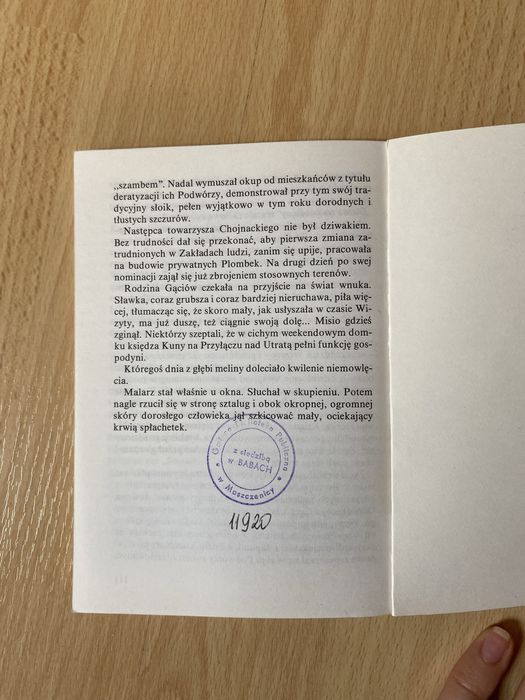 „szambem”. Nadal wymuszał okup od mieszkańców z tytułu
deratyzacji ich Podwórzy, demonstrował przy tym swój tra-
dycyjny słoik, pełen wyjątkowo w tym roku dorodnych i
tłustych szczurów.
Następca towarzysza Chojnackiego nie był dziwakiem.
Bez trudności dał się przekonać, aby pierwsza zmiana za-
trudnionych w Zakładach ludzi, zanim się upije, pracowała
na budowie prywatnych Plombek. Na drugi dzień po swej
nominacji zajął się już zbrojeniem stosownych terenów.
Rodzina Gąciów czekała na przyjście na świat wnuka.
Sławka, coraz grubsza i coraz bardziej nieruchawa, piła wię-
cej, tłumacząc się, że skoro mały, jak usłyszała w czasie Wi-
zyty, ma już duszę, też ciągnie swoją dolę... Misio gdzieś
zginął. Niektórzy szeptali, że w cichym weekendowym dom-
ku księdza Kuny na Przyłączu nad Utratą pełni funkcję gos-
podyni.
Któregoś dnia z głębi meliny doleciało kwilenie niemowlę-
cia.
Malarz stał właśnie u okna. Słuchał w skupieniu. Potem
nagle rzucił się w stronę sztalug i obok okropnej, ogromnej
skóry dorosłego człowieka jął szkicować mały, ociekający
krwią spłachetek.
Gminna Biblioteka Publiczna
z siedzibą
w BABACH
w Moszczenicy
11920